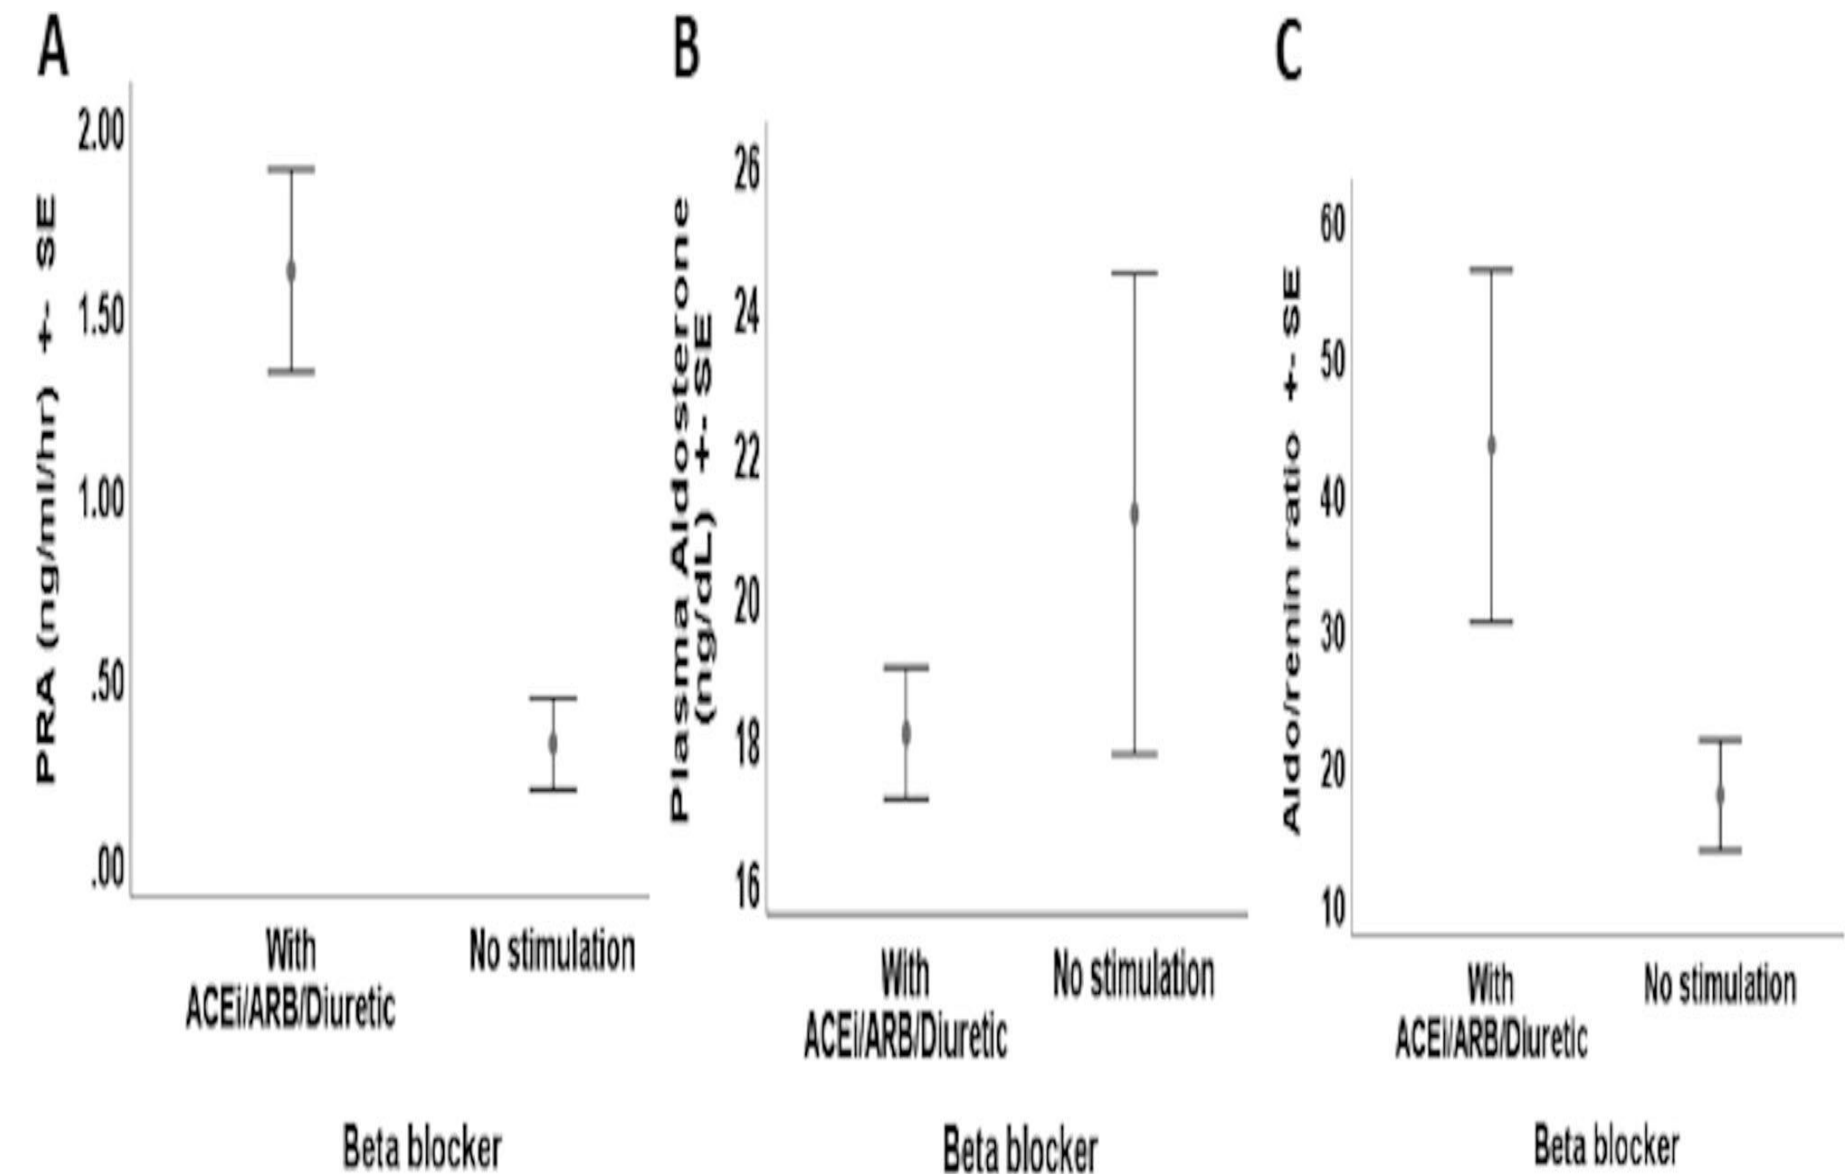 A
PRA (ng/ml/hr) +- SE
2.00
1.50
1.00
.50
.00
With
ACEi/ARB/Diuretic
No stimulation
Beta blocker
B
Plasma Aldosterone
(ng/dL) +- SE
26
24
22
20
18
16
With
ACEi/ARB/Diuretic
No stimulation
Beta blocker
C
Aldo/renin ratio +- SE
60
50
40
30
20
10
With
ACEi/ARB/Diuretic
No stimulation
Beta blocker